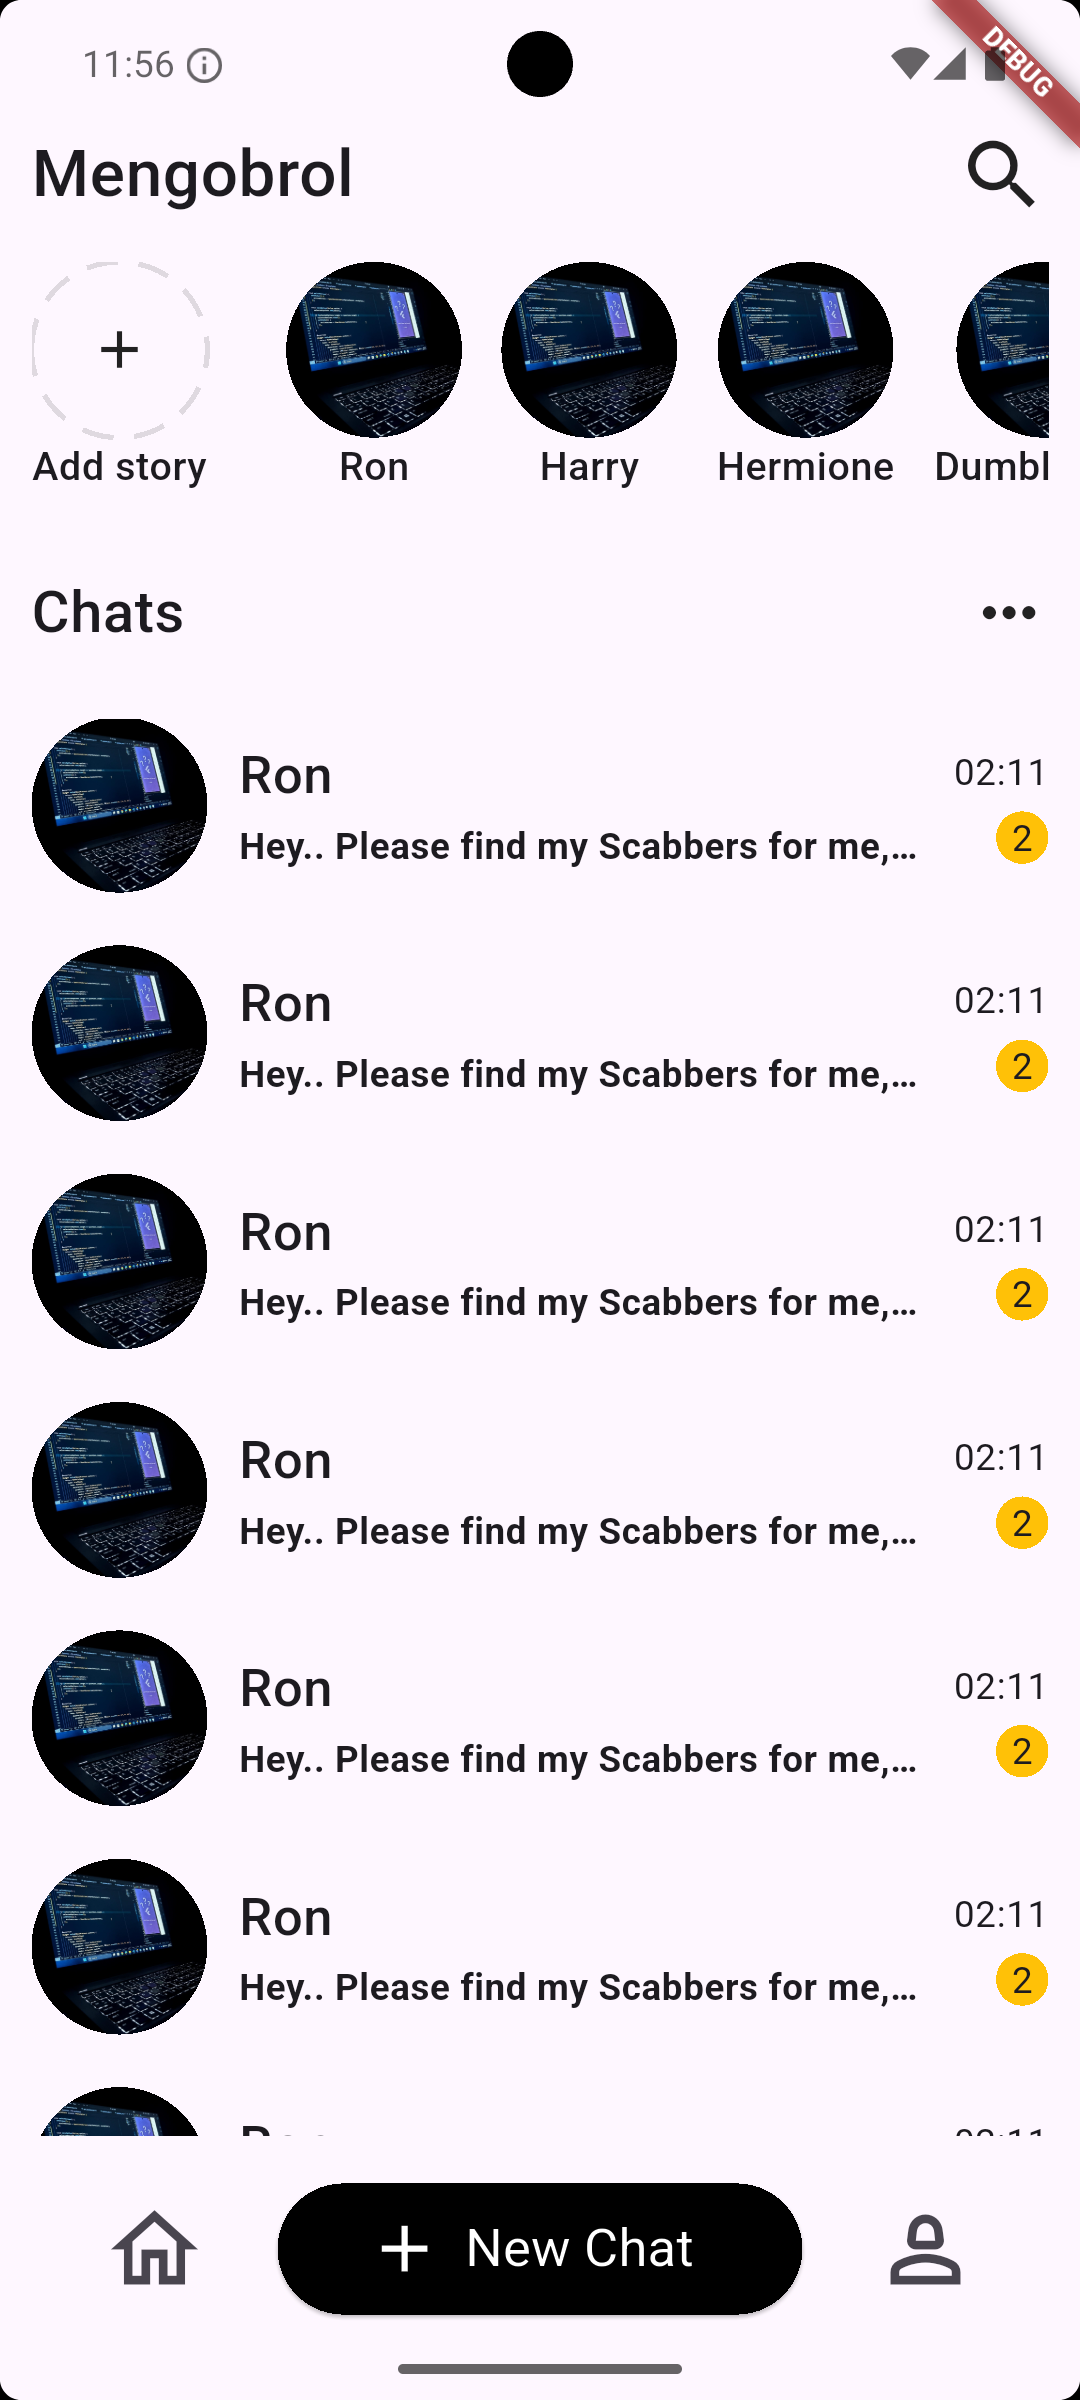 11:56
DEBUG
Mengobrol
Add story
Ron
Harry
Hermione
Dumbl
Chats
Ron
02:11
Hey.. Please find my Scabbers for me,...
2
Ron
02:11
Hey.. Please find my Scabbers for me,...
2
Ron
02:11
Hey.. Please find my Scabbers for me,...
2
Ron
02:11
Hey.. Please find my Scabbers for me,...
2
Ron
02:11
Hey.. Please find my Scabbers for me,...
2
Ron
02:11
Hey.. Please find my Scabbers for me,...
2
New Chat